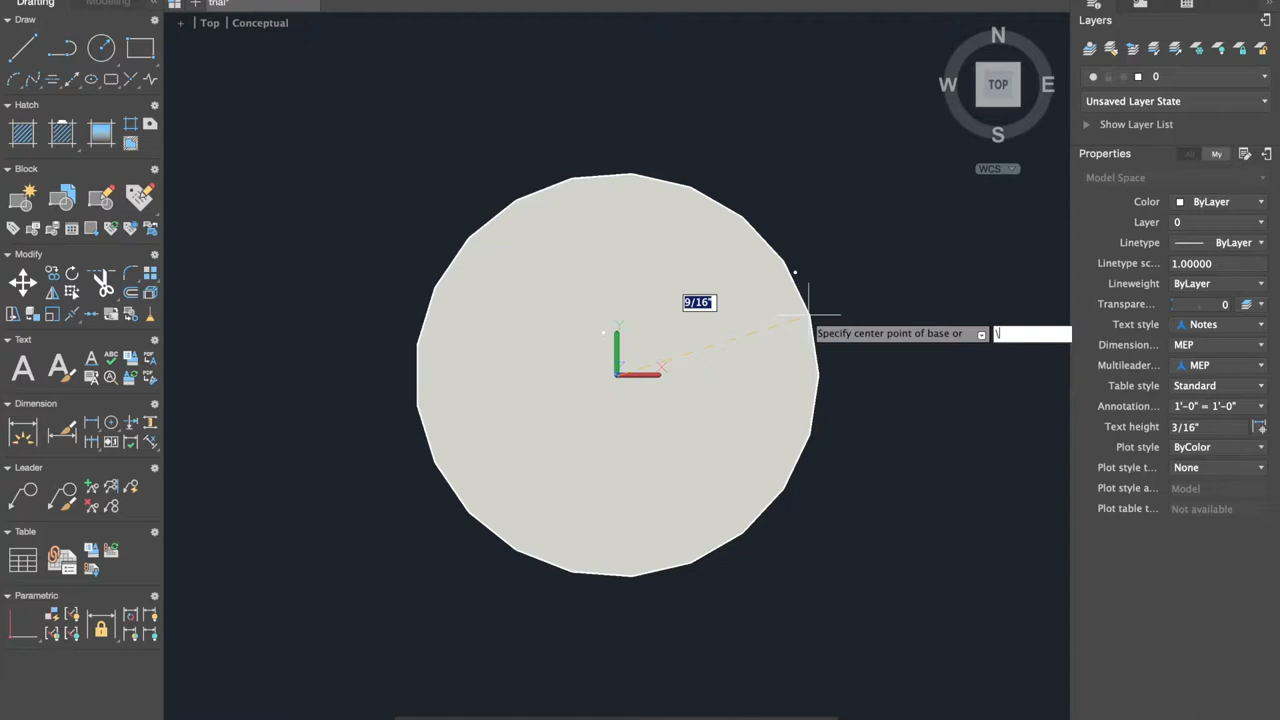 Drafting
Modeling
trial*
Draw
Hatch
Block
Modify
Text
Dimension
Leader
Table
Parametric
+ | Top | Conceptual
N
W
TOP
E
S
WCS
9/16"
Specify center point of base or
\
Y
X
Layers
0
Unsaved Layer State
Show Layer List
Properties
All
My
Model Space
Color ByLayer
Layer 0
Linetype ByLayer
Linetype sc... 1.00000
Lineweight ByLayer
Transpare... 0
Text style Notes
Dimension... MEP
Multileader... MEP
Table style Standard
Annotation... 1'-0" = 1'-0"
Text height 3/16"
Plot style ByColor
Plot style t... None
Plot style a... Model
Plot table t... Not available